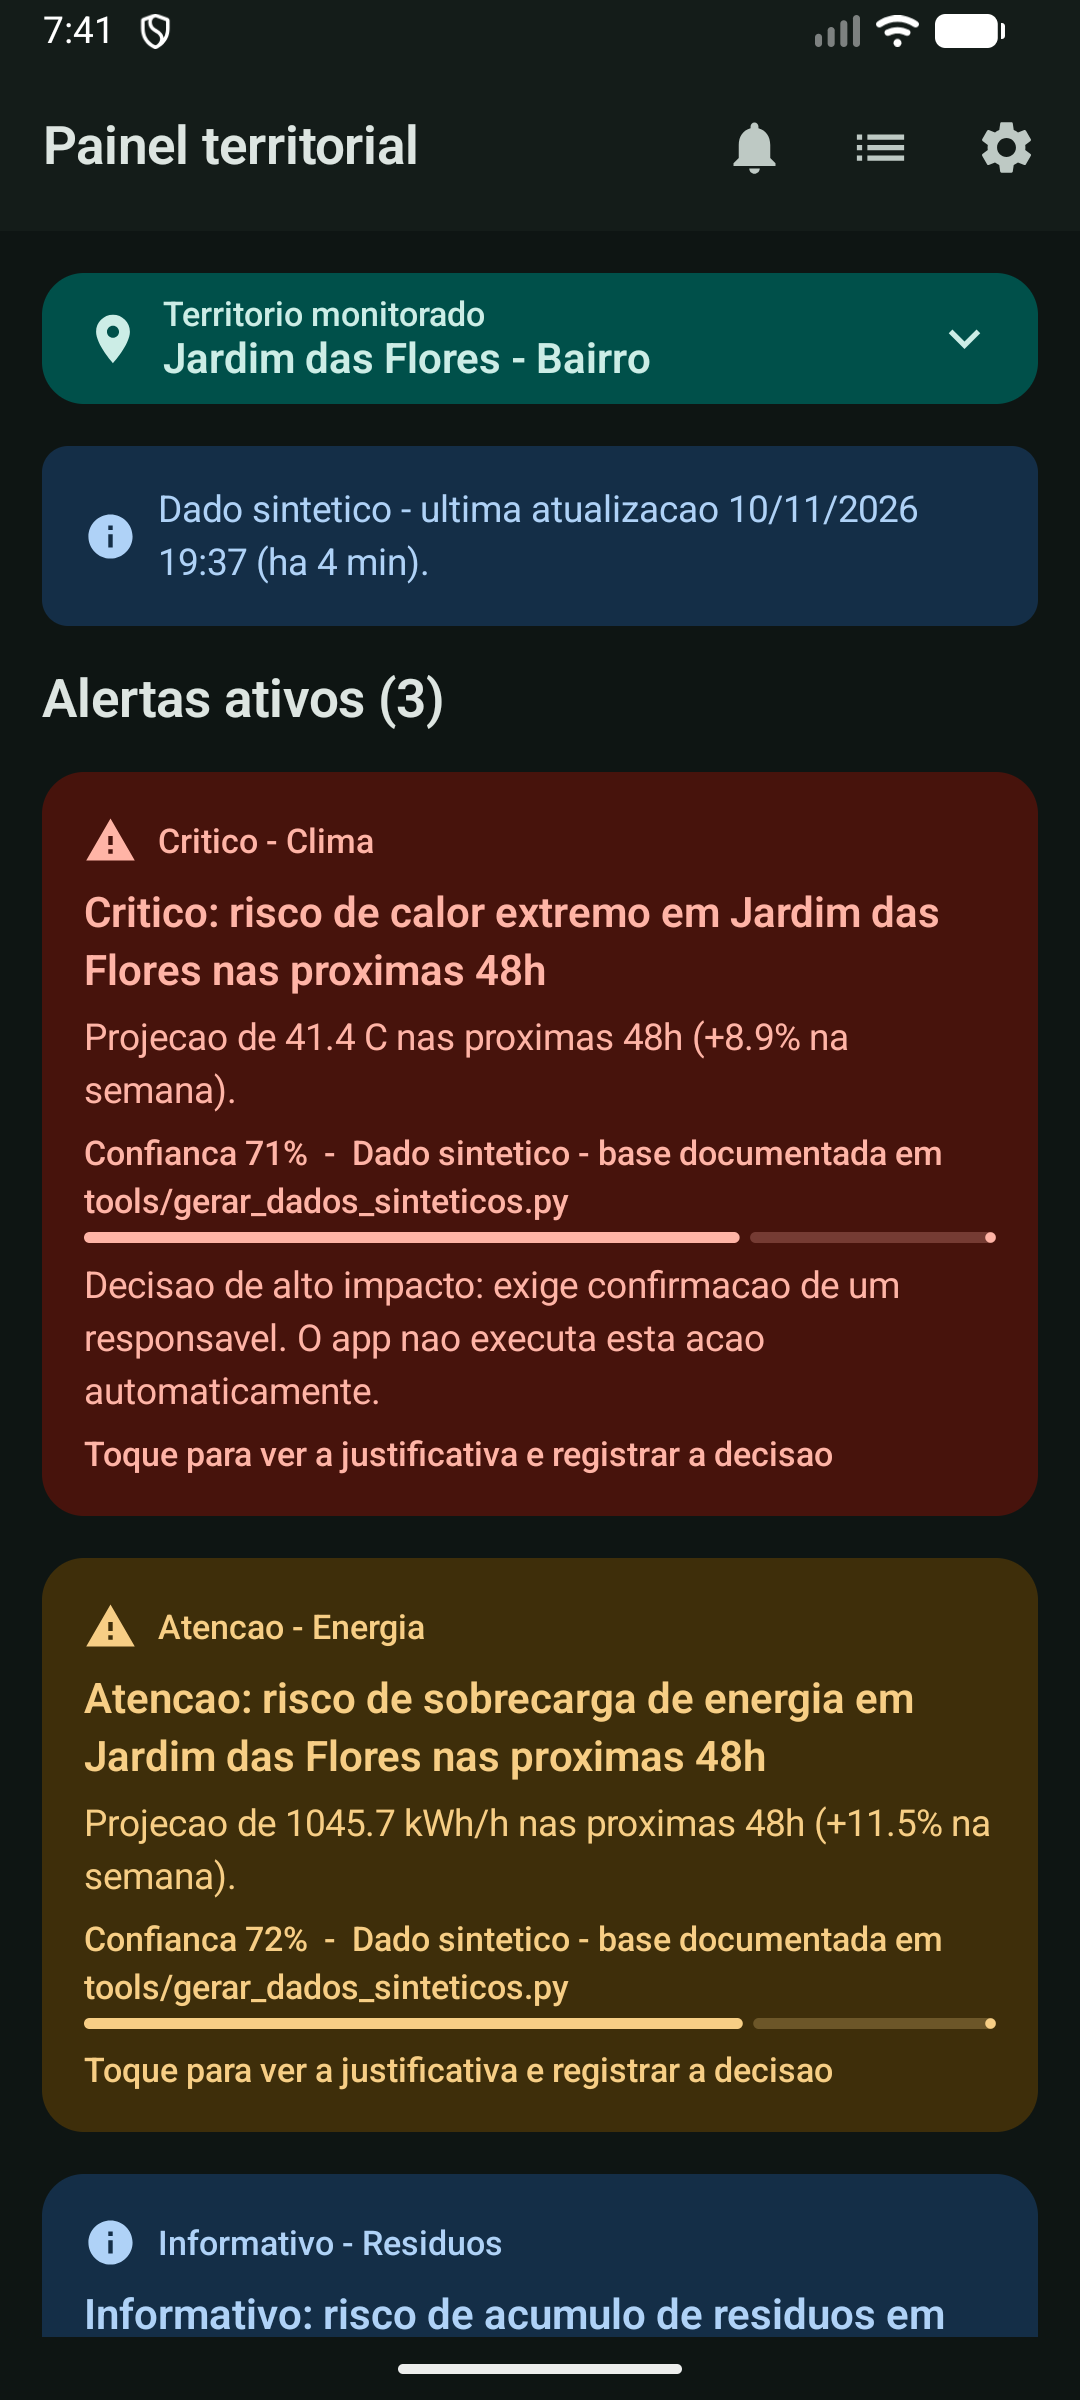 7:41
Painel territorial
Territorio monitorado
Jardim das Flores - Bairro
Dado sintetico - ultima atualizacao 10/11/2026
19:37 (ha 4 min).
Alertas ativos (3)
Critico - Clima
Critico: risco de calor extremo em Jardim das
Flores nas proximas 48h
Projecao de 41.4 C nas proximas 48h (+8.9% na
semana).
Confianca 71% - Dado sintetico - base documentada em
tools/gerar_dados_sinteticos.py
Decisao de alto impacto: exige confirmacao de um
responsavel. O app nao executa esta acao
automaticamente.
Toque para ver a justificativa e registrar a decisao
Atencao - Energia
Atencao: risco de sobrecarga de energia em
Jardim das Flores nas proximas 48h
Projecao de 1045.7 kWh/h nas proximas 48h (+11.5% na
semana).
Confianca 72% - Dado sintetico - base documentada em
tools/gerar_dados_sinteticos.py
Toque para ver a justificativa e registrar a decisao
Informativo - Residuos
Informativo: risco de acumulo de residuos em